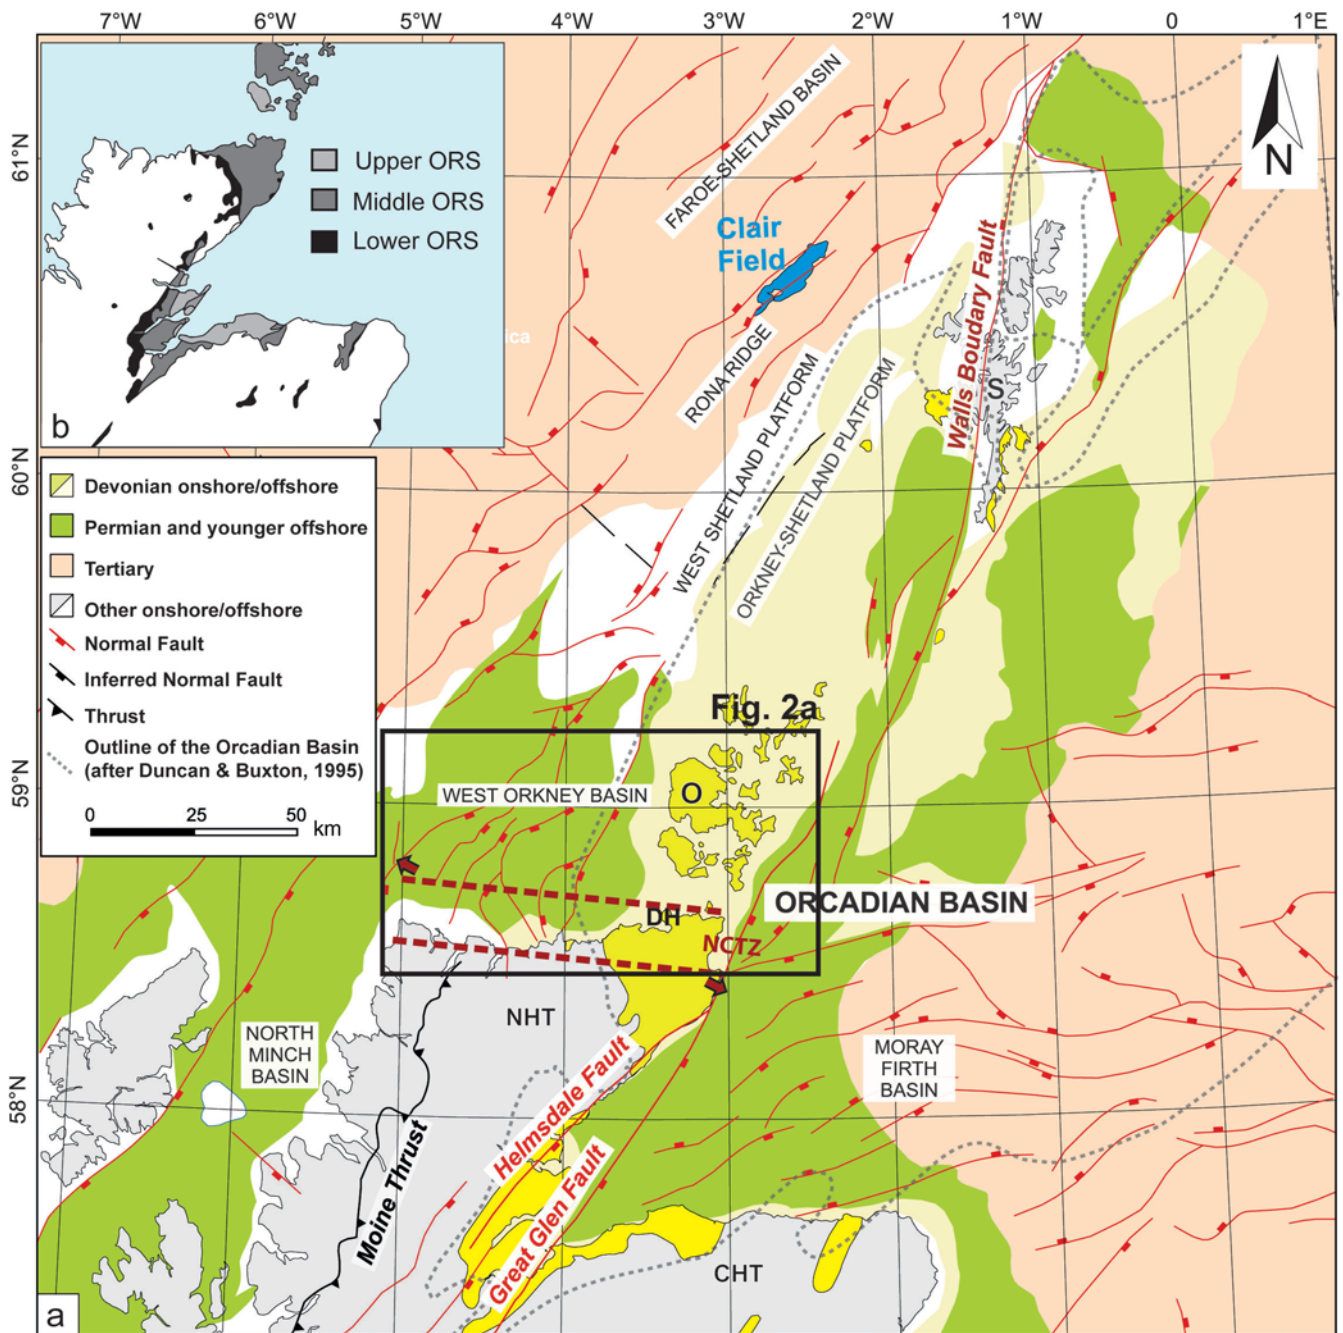 7°W 6°W 5°W 4°W 3°W 2°W 1°W 0 1°E
61°N
60°N
59°N
58°N
Upper ORS
Middle ORS
Lower ORS
b
N
FAROE-SHETLAND BASIN
Clair
Field
ica
RONA RIDGE
WEST SHETLAND PLATFORM
ORKNEY-SHETLAND PLATFORM
Walls Boudary Fault
S
Devonian onshore/offshore
Permian and younger offshore
Tertiary
Other onshore/offshore
Normal Fault
Inferred Normal Fault
Thrust
Outline of the Orcadian Basin
(after Duncan & Buxton, 1995)
0 25 50 km
Fig. 2a
WEST ORKNEY BASIN
O
ORCADIAN BASIN
DH
NCTZ
NHT
NORTH
MINCH
BASIN
MORAY
FIRTH
BASIN
Helmsdale Fault
Great Glen Fault
Moine Thrust
CHT
a